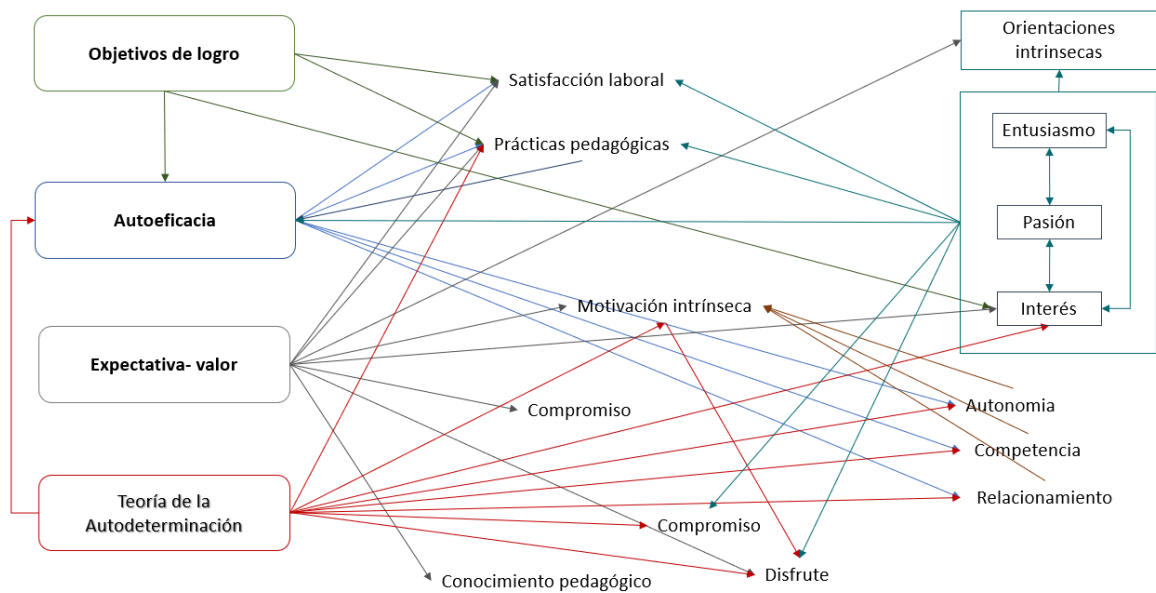 Objetivos de logro
Orientaciones
intrinsecas
Satisfacción laboral
Entusiasmo
Prácticas pedagógicas
Autoeficacia
Pasión
Motivación intrínseca
Interés
Expectativa- valor
Compromiso
Autonomia
Competencia
Teoría de la
Autodeterminación
Relacionamiento
Compromiso
Disfrute
Conocimiento pedagógico